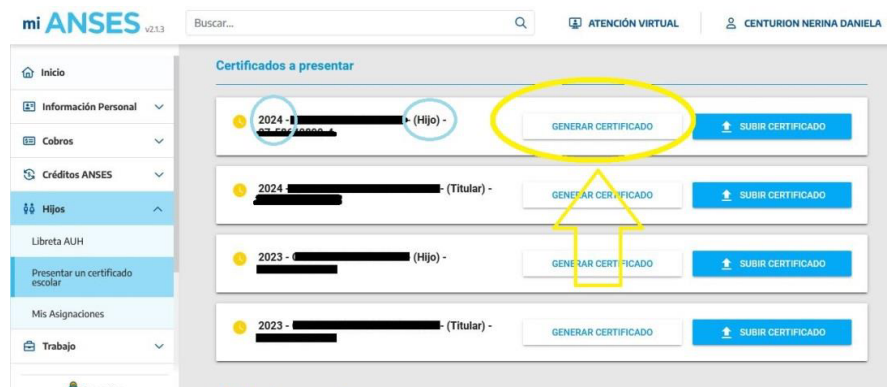 mi ANSES v2.1.3
Buscar...
ATENCIÓN VIRTUAL
CENTURION NERINA DANIELA
Inicio
Información Personal
Cobros
Créditos ANSES
Hijos
Libreta AUH
Presentar un certificado
escolar
Mis Asignaciones
Trabajo
Certificados a presentar
2024 - - (Hijo) -
GENERAR CERTIFICADO
SUBIR CERTIFICADO
2024 - - (Titular) -
GENERAR CERTIFICADO
SUBIR CERTIFICADO
2023 - (Hijo) -
GENERAR CERTIFICADO
SUBIR CERTIFICADO
2023 - - (Titular) -
GENERAR CERTIFICADO
SUBIR CERTIFICADO